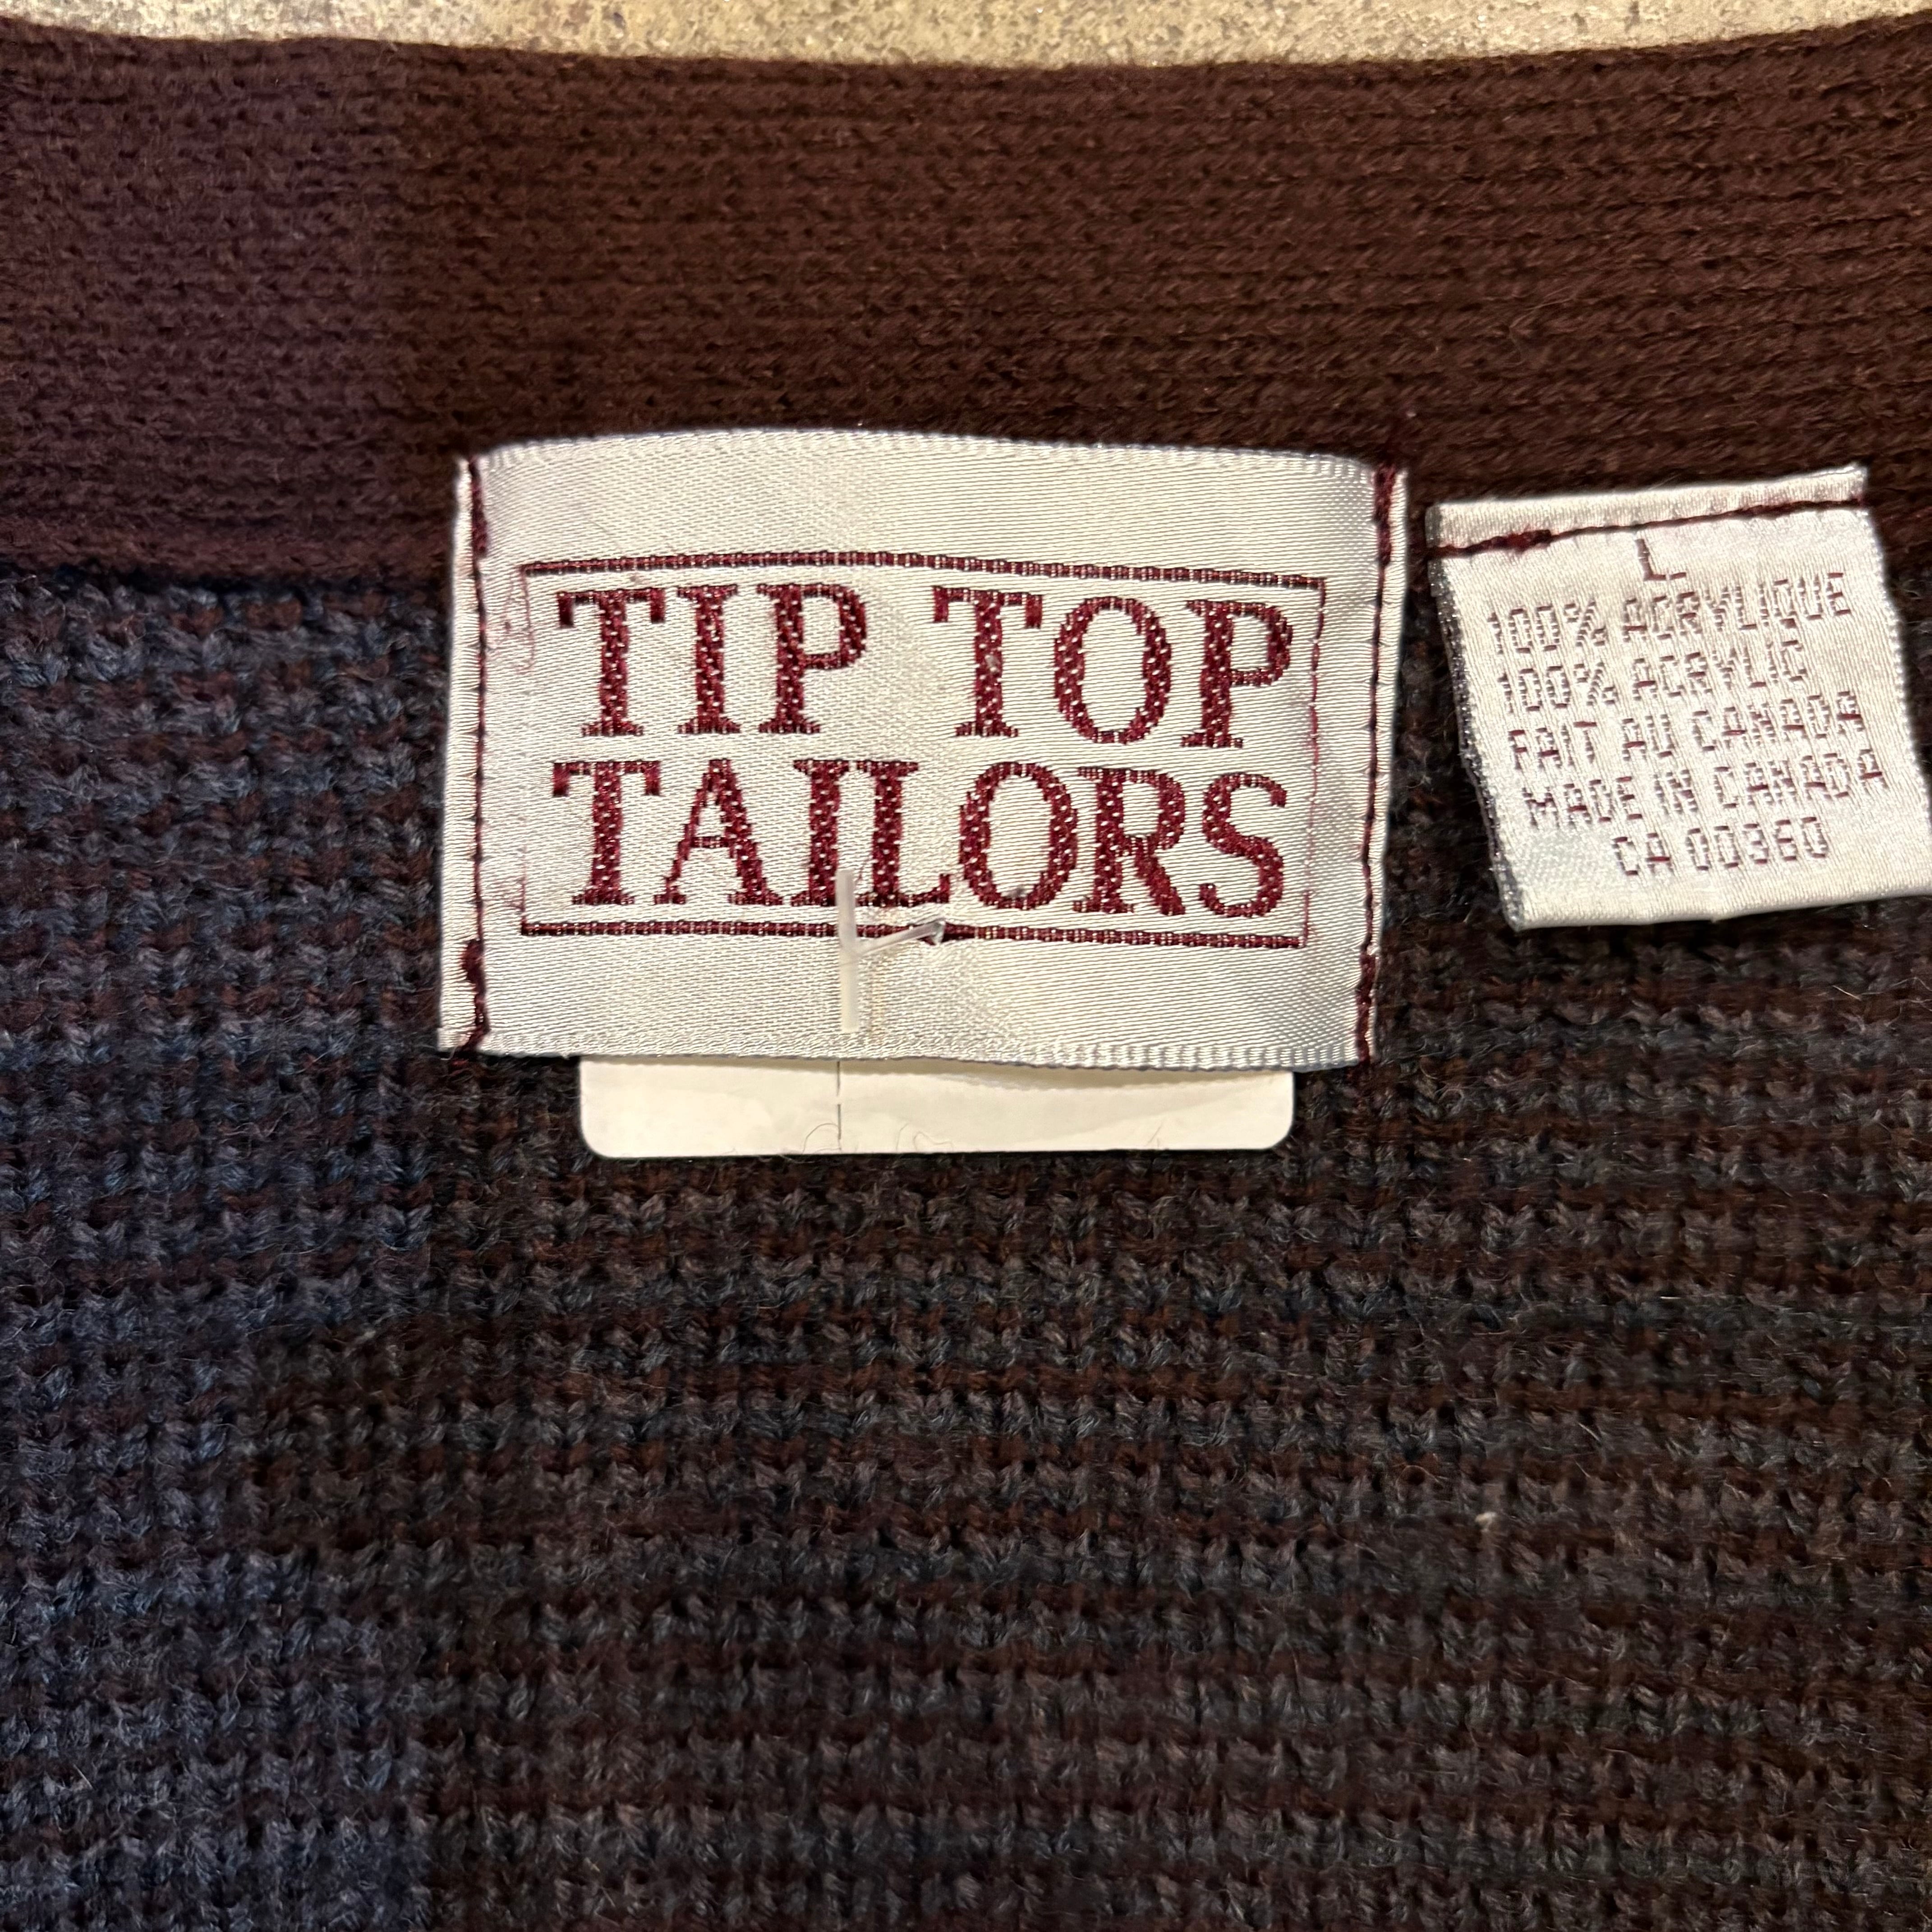 TIP TOP
TAILORS
L
100% ACRYLIQUE
100% ACRYLIC
FAIT AU CANADA
MADE IN CANADA
CA 00360